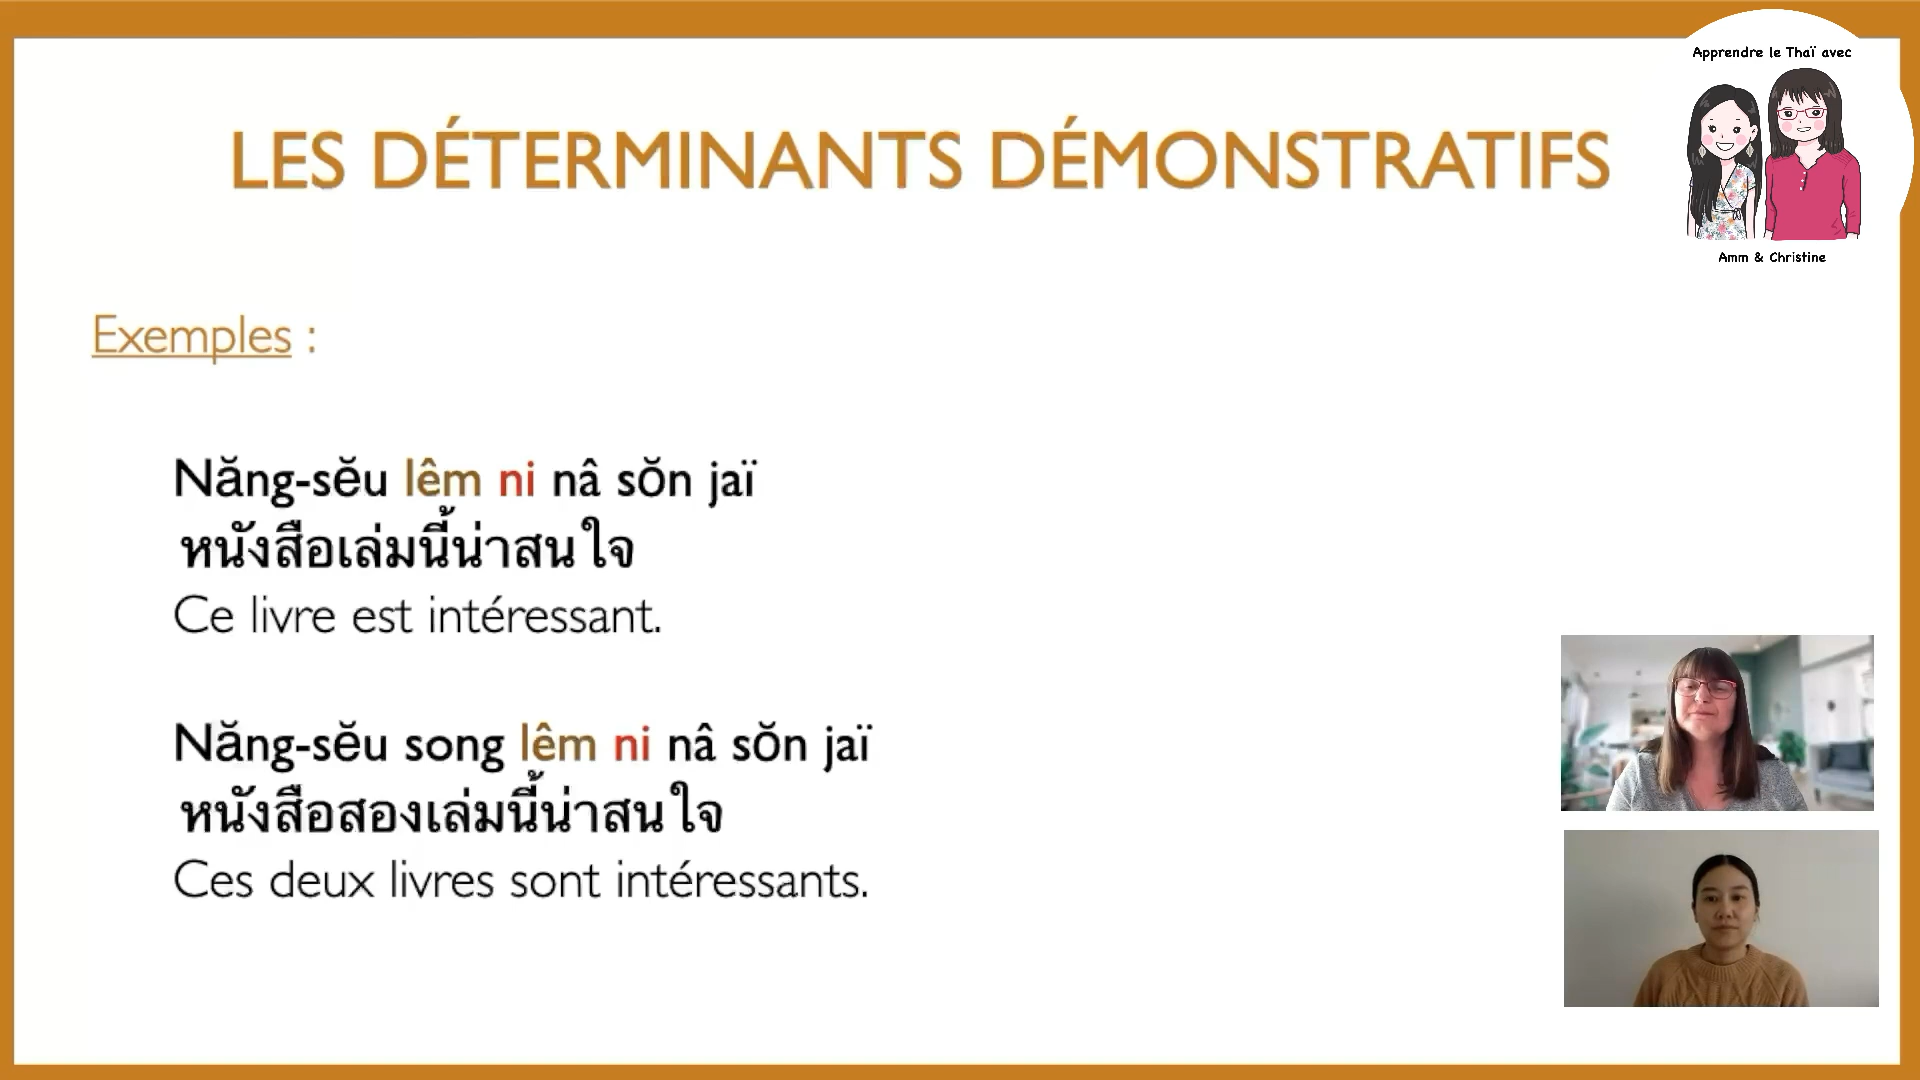 Apprendre le Thaï avec
Amm & Christine
LES DÉTERMINANTS DÉMONSTRATIFS
Exemples :
Năng-sĕu lêm ni nâ sŏn jaï
หนังสือเล่มนี้น่าสนใจ
Ce livre est intéressant.
Năng-sĕu song lêm ni nâ sŏn jaï
หนังสือสองเล่มนี้น่าสนใจ
Ces deux livres sont intéressants.